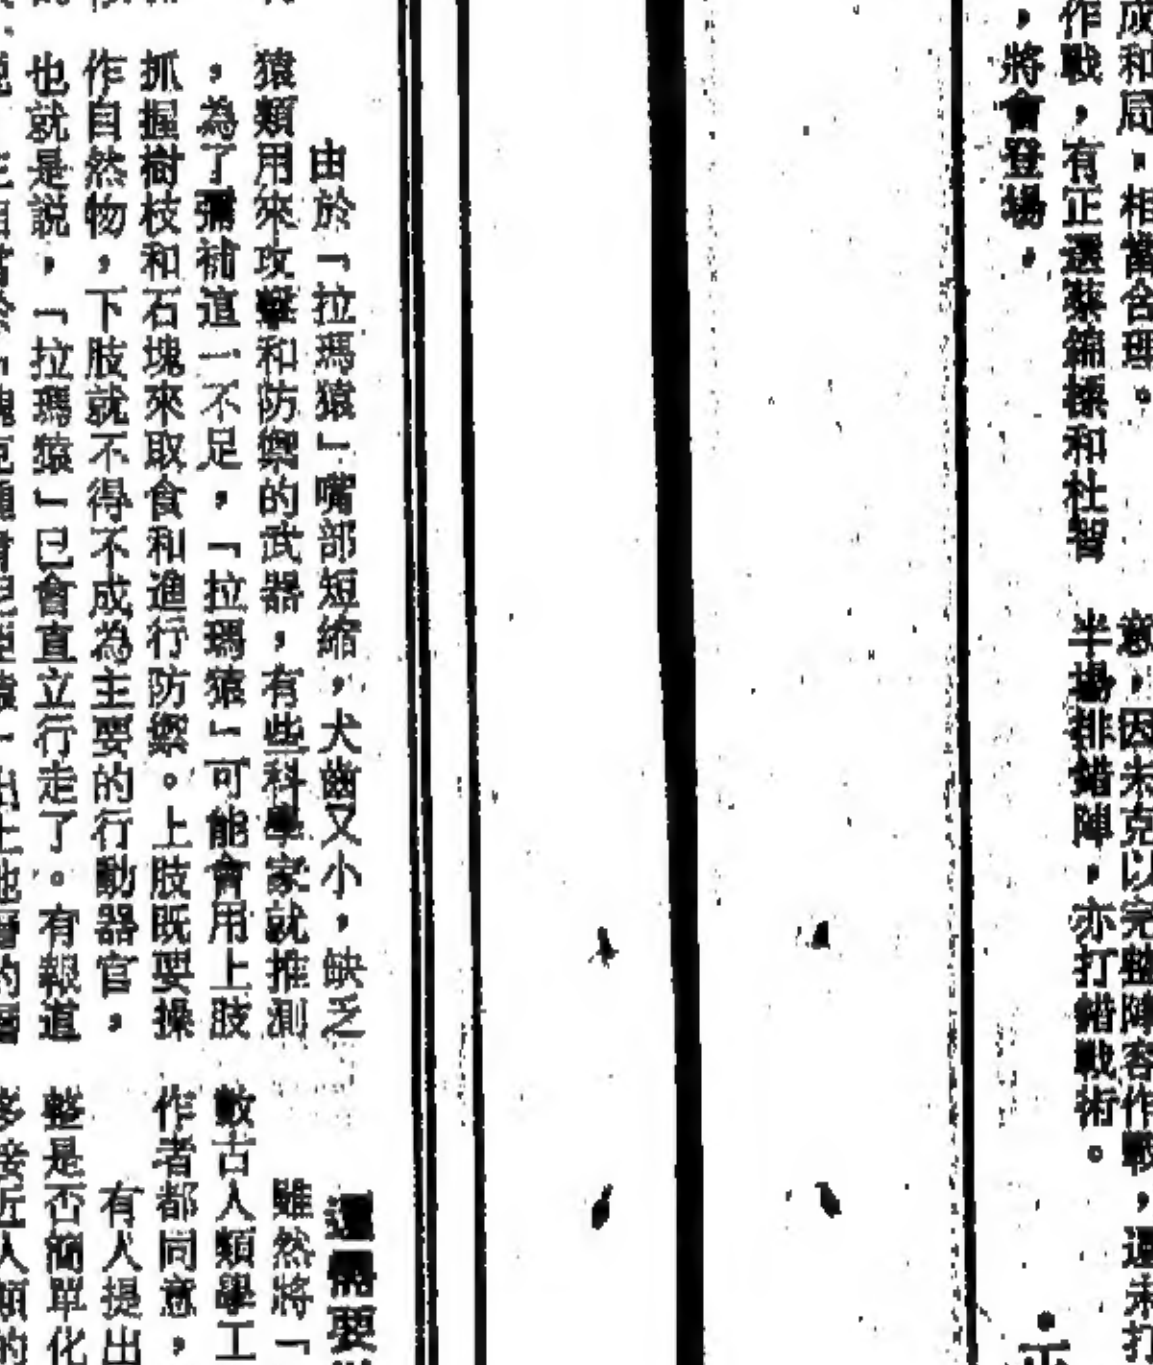 成和局，相當合理。
作戰，有正選蔡錦標和杜智
，將會登場，
意，因未克以完整陣容作戰，還未打
半場排錯陣，亦打錯戰術。
由於「拉瑪猿」嘴部短縮，犬齒又小，缺乏
猿類用來攻擊和防禦的武器，有些科學家就推測
，為了彌補這一不足，「拉瑪猿」可能會用上肢
抓握樹枝和石塊來取食和進行防禦。上肢既要操
作自然物，下肢就不得不成為主要的行動器官，
也就是說，「拉瑪猿」已會直立行走了。有報道
還需要
雖然將「
數古人類學工
作者都同意，
有人提出
整是否簡單化
接近人類的